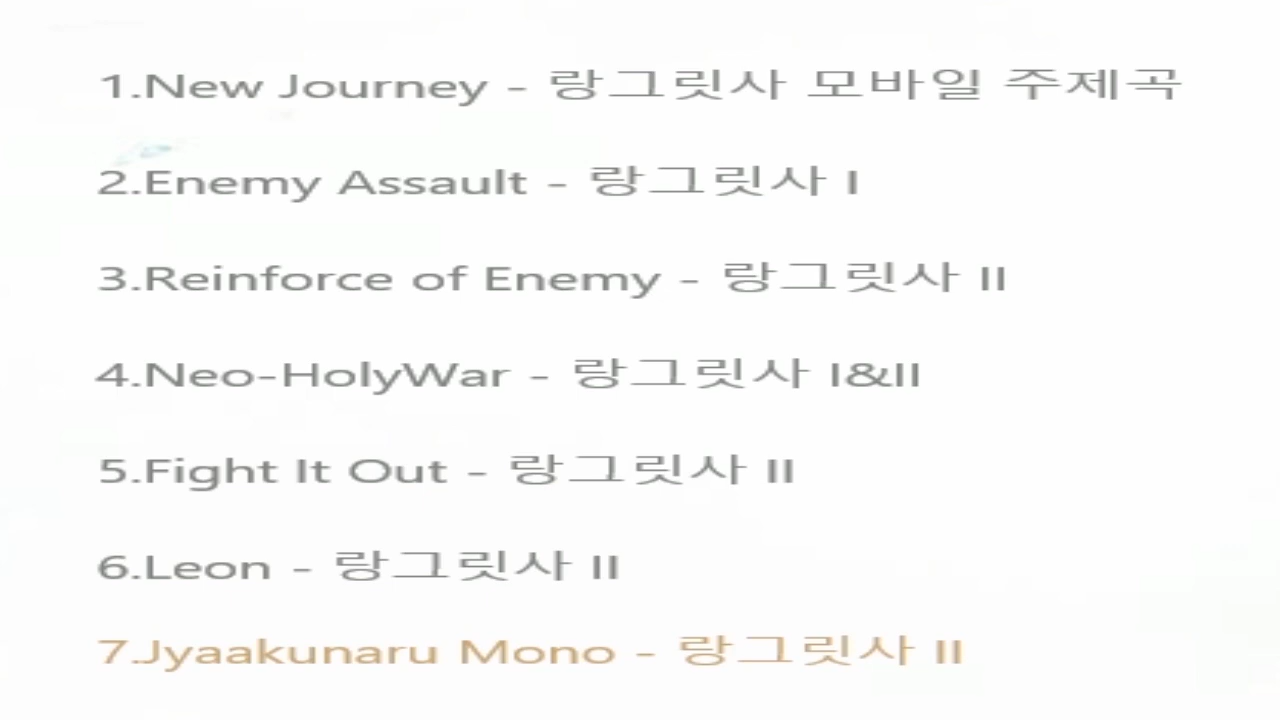 1.New Journey - 랑그릿사 모바일 주제곡
2.Enemy Assault - 랑그릿사 I
3.Reinforce of Enemy - 랑그릿사 II
4.Neo-HolyWar - 랑그릿사 I&II
5.Fight It Out - 랑그릿사 II
6.Leon - 랑그릿사 II
7.Jyaakunaru Mono - 랑그릿사 II